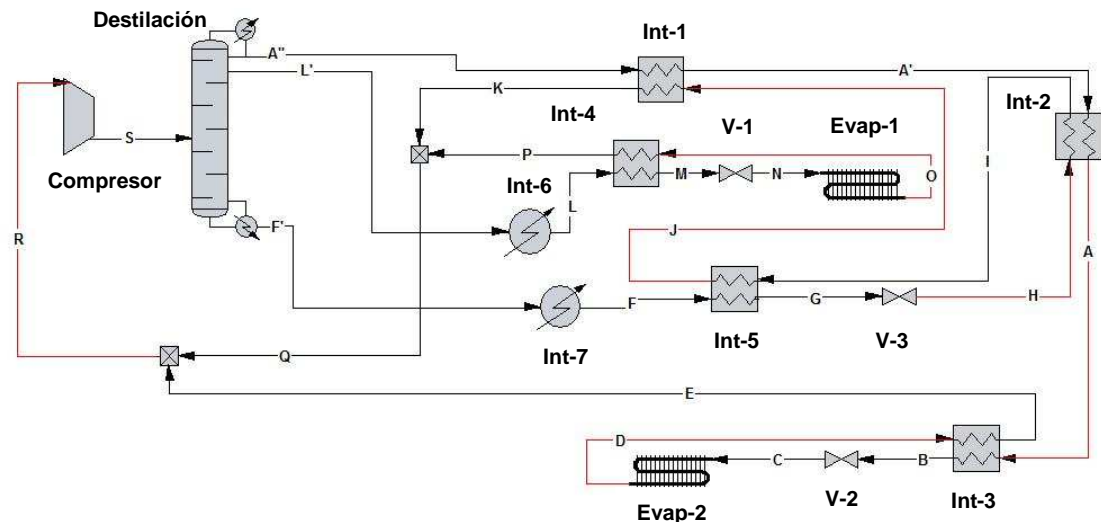 Destilación
Int-1
A"
A'
L'
K
Int-2
Int-4
V-1
Evap-1
I
S
P
Compresor
Int-6
M
N
O
L
R
F'
J
A
F
G
H
Int-7
Int-5
V-3
Q
E
D
C
B
Evap-2
V-2
Int-3